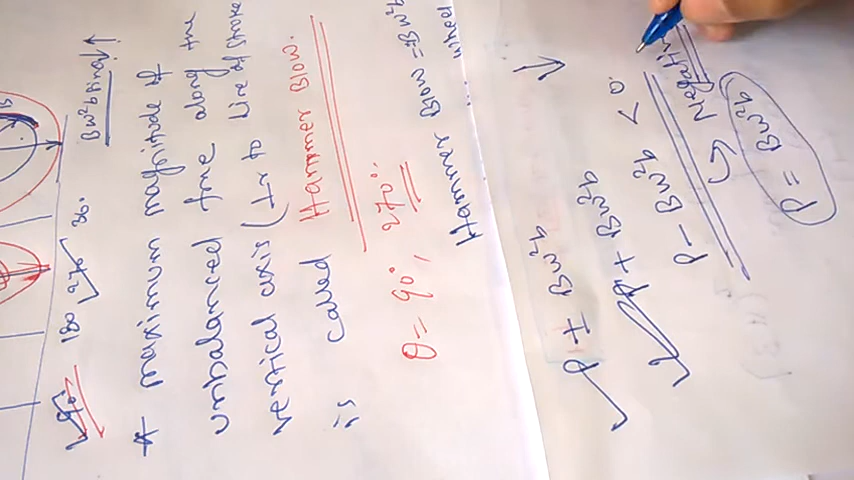 Bω²b sinθ ↑
90° 180 270 360
* maximum magnitude of
unbalanced force along the
vertical axis (⊥r to Line of stroke
is called Hammer Blow.
θ = 90°, 270°.
Hammer Blow = Bω²b
wheel
P ± Bω²b
P + Bω²b
P - Bω²b < 0.
↳ Negative
P = Bω²b